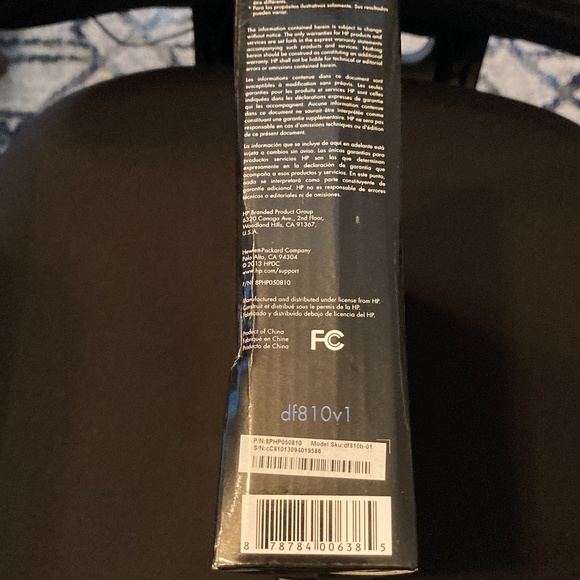 être différents.
* Para los propósitos ilustrativos solamente. Sus resultados
pueden variar.
The information contained herein is subject to change
without notice. The only warranties for HP products and
services are set forth in the express warranty statements
accompanying such products and services. Nothing
herein should be construed as constituting an additional
warranty. HP shall not be liable for technical or editorial
errors or omissions contained herein.
Les informations contenues dans ce document sont
susceptibles à modification sans préavis. Les seules
garanties pour les produits et services HP sont celles
indiquées dans les déclarations expresses de garantie
qui les accompagnent. Aucune information contenue
dans ce document ne saurait être interprétée comme
constituant une garantie supplémentaire. HP ne sera pas
responsable en cas d'omissions techniques ou d'édition
de ce présent document.
La información que se incluye de aquí en adelante está
sujeta a cambios sin aviso. Las únicas garantía para
productos servicios HP son las que determinan
expresamente en la declaración de garantía que
acompaña a esos productos y servicios. En este punto,
nada se interpretará como parte constituyente de
garantía adicional. HP no es responsable de errores
técnicos o editoriales ni de omisiones.
HP Branded Product Group
6320 Canoga Ave., 2nd Floor,
Woodland Hills, CA 91367,
U.S.A.
Hewlett-Packard Company
Palo Alto, CA 94304
© 2013 HPDC
www.hp.com/support
P/N: 8PHP050810
Manufactured and distributed under license from HP.
Construit et distribué sous le permis de la HP.
Fabricado y distribuido debajo de licencia del HP.
Product of China
Fabriqué en Chine
Producto de China
FC
df810v1
P/N:8PHP050810 Model Sku:df810b-01
S/N:cC81013094019586
8 78784 00638 5